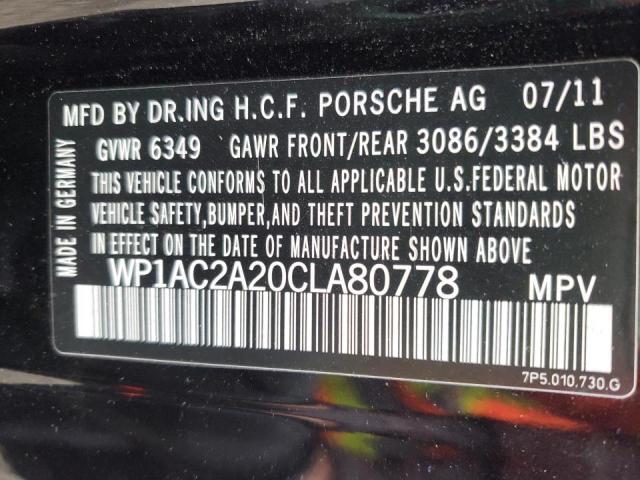 MFD BY DR.ING H.C.F. PORSCHE AG 07/11
GVWR 6349 GAWR FRONT/REAR 3086/3384 LBS
THIS VEHICLE CONFORMS TO ALL APPLICABLE U.S.FEDERAL MOTOR
VEHICLE SAFETY,BUMPER,AND THEFT PREVENTION STANDARDS
IN EFFECT ON THE DATE OF MANUFACTURE SHOWN ABOVE
WP1AC2A20CLA80778 MPV
7P5.010.730.G
MADE IN GERMANY